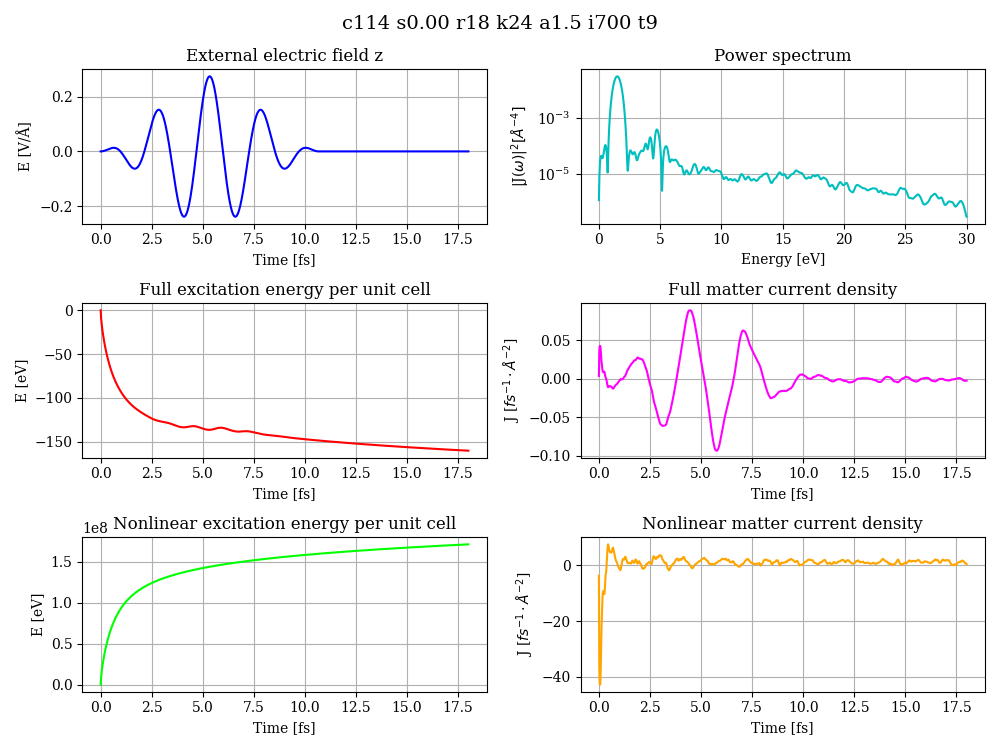 c114 s0.00 r18 k24 a1.5 i700 t9
External electric field z
E [V/Å]
0.2
0.0
−0.2
0.0 2.5 5.0 7.5 10.0 12.5 15.0 17.5
Time [fs]
Power spectrum
|J(ω)|²[Å⁻⁴]
10⁻³
10⁻⁵
0 5 10 15 20 25 30
Energy [eV]
Full excitation energy per unit cell
E [eV]
0
−50
−100
−150
0.0 2.5 5.0 7.5 10.0 12.5 15.0 17.5
Time [fs]
Full matter current density
J [fs⁻¹ · Å⁻²]
0.05
0.00
−0.05
−0.10
0.0 2.5 5.0 7.5 10.0 12.5 15.0 17.5
Time [fs]
1e8 Nonlinear excitation energy per unit cell
E [eV]
1.5
1.0
0.5
0.0
0.0 2.5 5.0 7.5 10.0 12.5 15.0 17.5
Time [fs]
Nonlinear matter current density
J [fs⁻¹ · Å⁻²]
0
−20
−40
0.0 2.5 5.0 7.5 10.0 12.5 15.0 17.5
Time [fs]